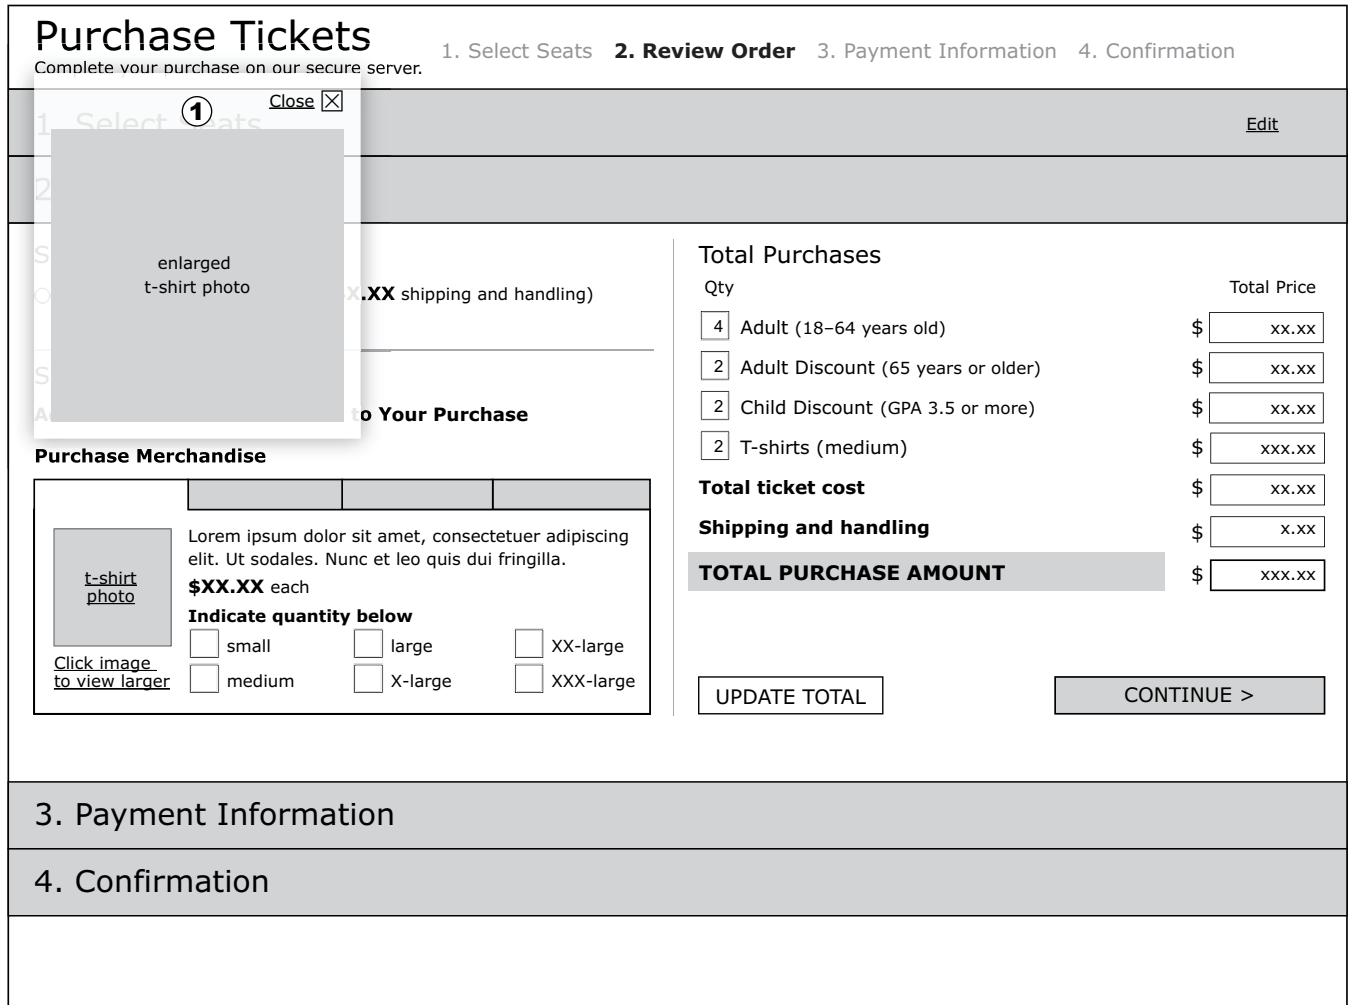 Purchase Tickets
Complete your purchase on our secure server.
1. Select Seats 2. Review Order 3. Payment Information 4. Confirmation
Close
1
1. Select Seats
Edit
2
enlarged
t-shirt photo
X.XX shipping and handling)
to Your Purchase
Purchase Merchandise
t-shirt
photo
Click image
to view larger
Lorem ipsum dolor sit amet, consectetuer adipiscing
elit. Ut sodales. Nunc et leo quis dui fringilla.
$XX.XX each
Indicate quantity below
small large XX-large
medium X-large XXX-large
Total Purchases
Qty Total Price
4 Adult (18–64 years old) $ xx.xx
2 Adult Discount (65 years or older) $ xx.xx
2 Child Discount (GPA 3.5 or more) $ xx.xx
2 T-shirts (medium) $ xxx.xx
Total ticket cost $ xx.xx
Shipping and handling $ x.xx
TOTAL PURCHASE AMOUNT $ xxx.xx
UPDATE TOTAL CONTINUE >
3. Payment Information
4. Confirmation